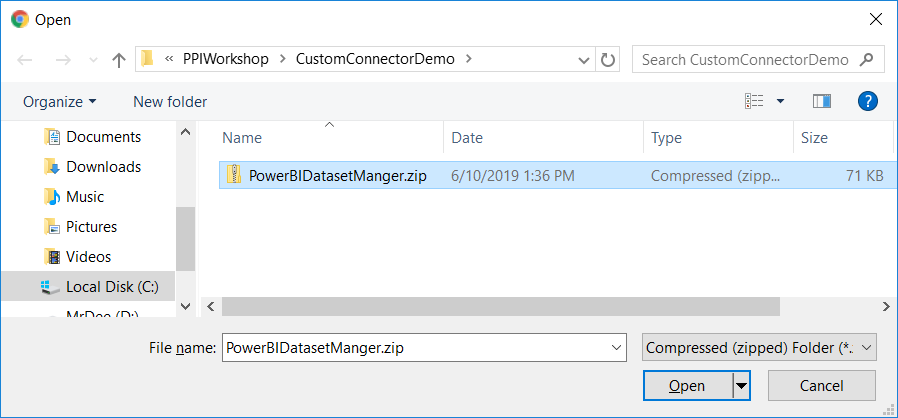 Open
« PPIWorkshop > CustomConnectorDemo >
Search CustomConnectorDemo
Organize
New folder
?
Name Date Type Size
Documents
Downloads
PowerBIDatasetManger.zip 6/10/2019 1:36 PM Compressed (zipp... 71 KB
Music
Pictures
Videos
Local Disk (C:)
MrDee (D:)
File name: PowerBIDatasetManger.zip Compressed (zipped) Folder (*.
Open Cancel